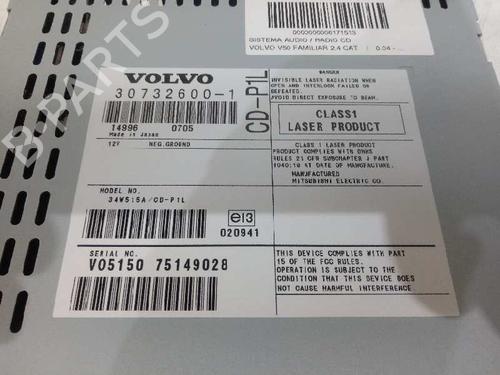 0000000006171513
SISTEMA AUDIO / RADIO CD
VOLVO V50 FAMILIAR 2.4 CAT | 0.04 -
VOLVO
30732600-1
14996 0705
Made in Japan
12V NEG.GROUND
CD-P1L
DANGER
INVISIBLE LASER RADIATION WHEN
OPEN AND INTERLOCK FAILED OR
DEFEATED.
AVOID DIRECT EXPOSURE TO BEAM.
CLASS1
LASER PRODUCT
CLASS 1 LASER PRODUCT
PRODUCT COMPLIES WITH DHHS
RULES 21 CFR SUBCHAPTER J PART
1040.10 AT DATE OF MANUFACTURE.
MANUFACTURED
MITSUBISHI ELECTRIC CO.
MODEL NO.
34W515A/CD-P1L
e13
020941
SERIAL NO.
VO5150 75149028
THIS DEVICE COMPLIES WITH PART
15 OF THE FCC RULES.
OPERATION IS SUBJECT TO THE
CONDITION THAT THIS DEVICE DOES
NOT CAUSE HARMFUL INTERFERENCE
B-PARTS